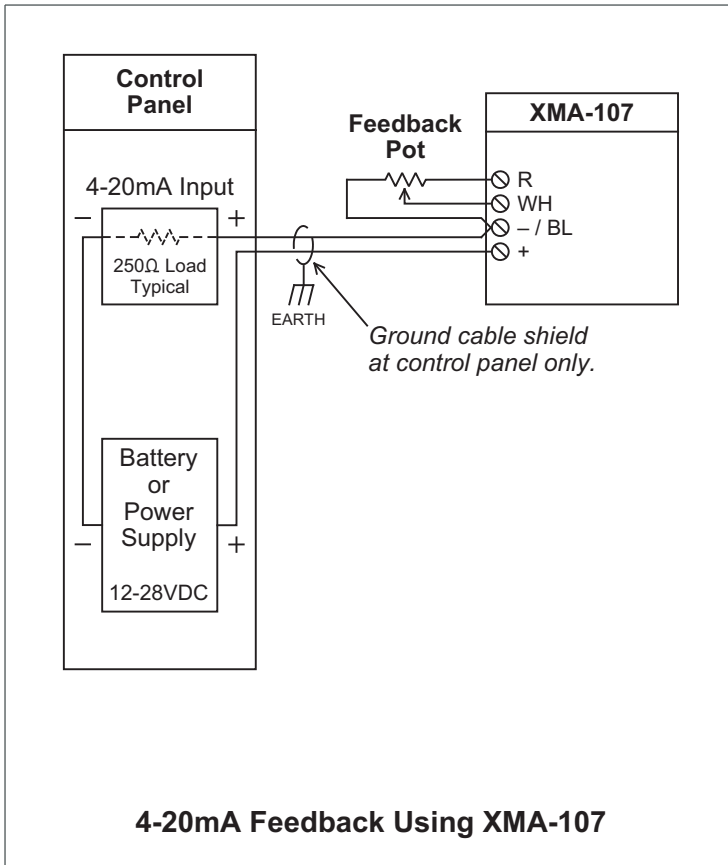 Control
Panel
XMA-107
Feedback
Pot
R
WH
– / BL
+
4-20mA Input
– +
250Ω Load
Typical
EARTH
Ground cable shield
at control panel only.
Battery
or
Power
Supply
– +
12-28VDC
4-20mA Feedback Using XMA-107